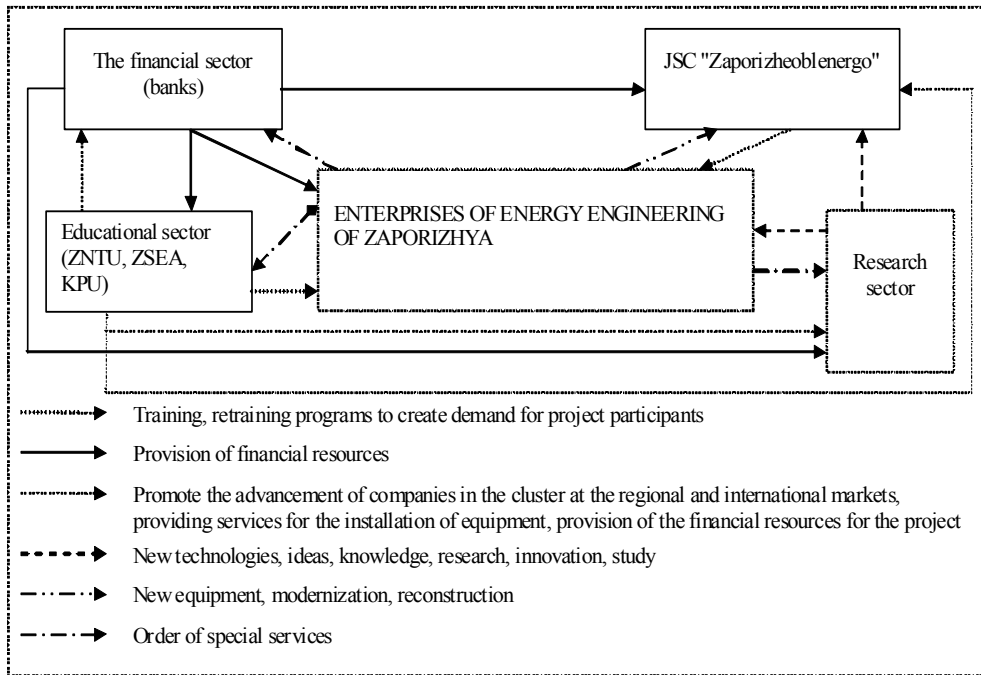 The financial sector
(banks)
JSC "Zaporizheoblenergo"
ENTERPRISES OF ENERGY ENGINEERING
OF ZAPORIZHYA
Educational sector
(ZNTU, ZSEA,
KPU)
Research
sector
Training, retraining programs to create demand for project participants
Provision of financial resources
Promote the advancement of companies in the cluster at the regional and international markets,
providing services for the installation of equipment, provision of the financial resources for the project
New technologies, ideas, knowledge, research, innovation, study
New equipment, modernization, reconstruction
Order of special services